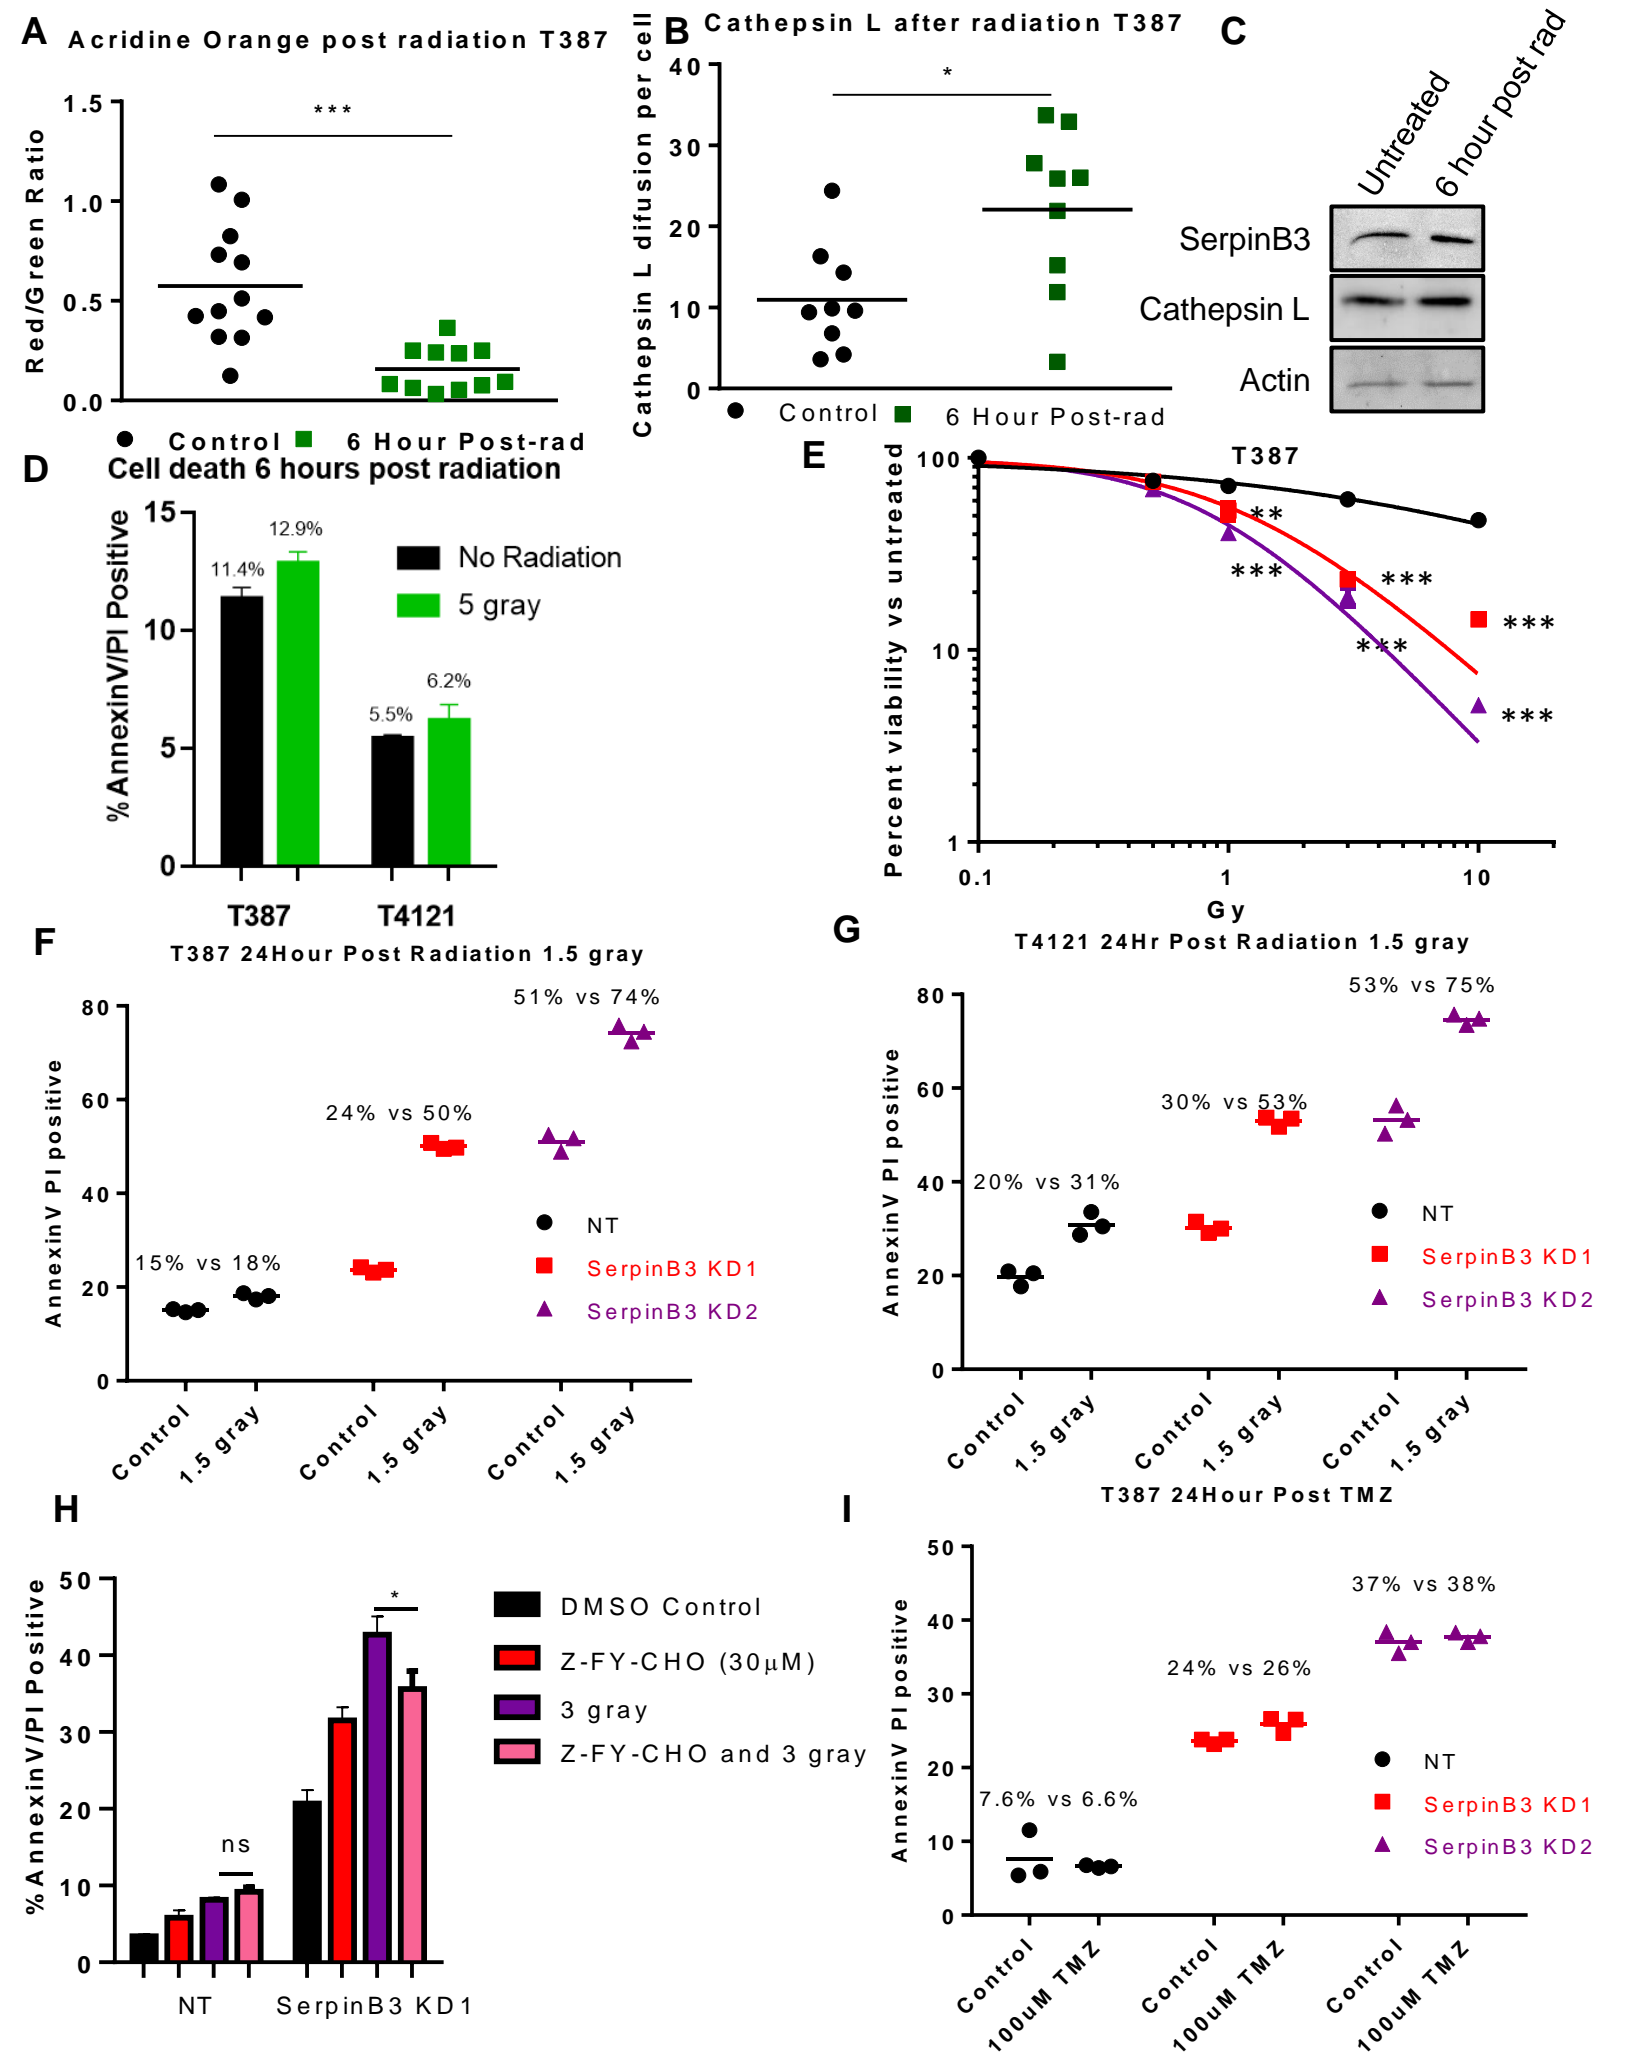 A
Acridine Orange post radiation T387
Red/Green Ratio
1.5
1.0
0.5
0.0
***
Control
6 Hour Post-rad
B
Cathepsin L after radiation T387
Cathepsin L difusion per cell
40
30
20
10
0
*
Control
6 Hour Post-rad
C
Untreated
6 hour post rad
SerpinB3
Cathepsin L
Actin
D
Cell death 6 hours post radiation
% AnnexinV/PI Positive
15
10
5
0
11.4%
12.9%
5.5%
6.2%
No Radiation
5 gray
T387
T4121
E
T387
Percent viability vs untreated
100
10
1
**
***
***
***
***
***
0.1
1
10
Gy
F
T387 24Hour Post Radiation 1.5 gray
AnnexinV PI positive
80
60
40
20
0
15% vs 18%
24% vs 50%
51% vs 74%
NT
SerpinB3 KD1
SerpinB3 KD2
Control
1.5 gray
Control
1.5 gray
Control
1.5 gray
G
T4121 24Hr Post Radiation 1.5 gray
AnnexinV PI positive
80
60
40
20
0
20% vs 31%
30% vs 53%
53% vs 75%
NT
SerpinB3 KD1
SerpinB3 KD2
Control
1.5 gray
Control
1.5 gray
Control
1.5 gray
H
%AnnexinV/PI Positive
50
40
30
20
10
0
ns
*
DMSO Control
Z-FY-CHO (30µM)
3 gray
Z-FY-CHO and 3 gray
NT
SerpinB3 KD1
I
T387 24Hour Post TMZ
AnnexinV PI positive
50
40
30
20
10
0
7.6% vs 6.6%
24% vs 26%
37% vs 38%
NT
SerpinB3 KD1
SerpinB3 KD2
Control
100uM TMZ
Control
100uM TMZ
Control
100uM TMZ